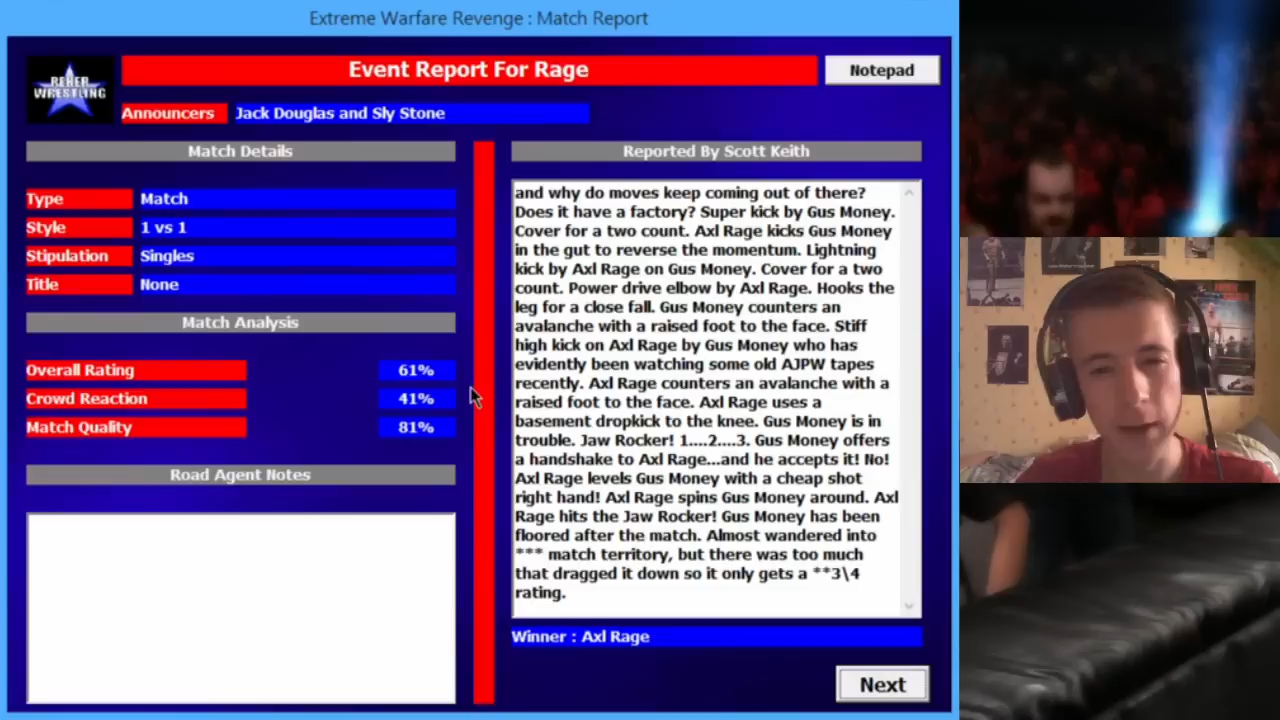 Extreme Warfare Revenge : Match Report
REHER
WRESTLING
Event Report For Rage
Notepad
Announcers
Jack Douglas and Sly Stone
Match Details
Type
Match
Style
1 vs 1
Stipulation
Singles
Title
None
Match Analysis
Overall Rating
61%
Crowd Reaction
41%
Match Quality
81%
Road Agent Notes
Reported By Scott Keith
and why do moves keep coming out of there?
Does it have a factory? Super kick by Gus Money.
Cover for a two count. Axl Rage kicks Gus Money
in the gut to reverse the momentum. Lightning
kick by Axl Rage on Gus Money. Cover for a two
count. Power drive elbow by Axl Rage. Hooks the
leg for a close fall. Gus Money counters an
avalanche with a raised foot to the face. Stiff
high kick on Axl Rage by Gus Money who has
evidently been watching some old AJPW tapes
recently. Axl Rage counters an avalanche with a
raised foot to the face. Axl Rage uses a
basement dropkick to the knee. Gus Money is in
trouble. Jaw Rocker! 1....2....3. Gus Money offers
a handshake to Axl Rage...and he accepts it! No!
Axl Rage levels Gus Money with a cheap shot
right hand! Axl Rage spins Gus Money around. Axl
Rage hits the Jaw Rocker! Gus Money has been
floored after the match. Almost wandered into
*** match territory, but there was too much
that dragged it down so it only gets a **3\4
rating.
Winner : Axl Rage
Next